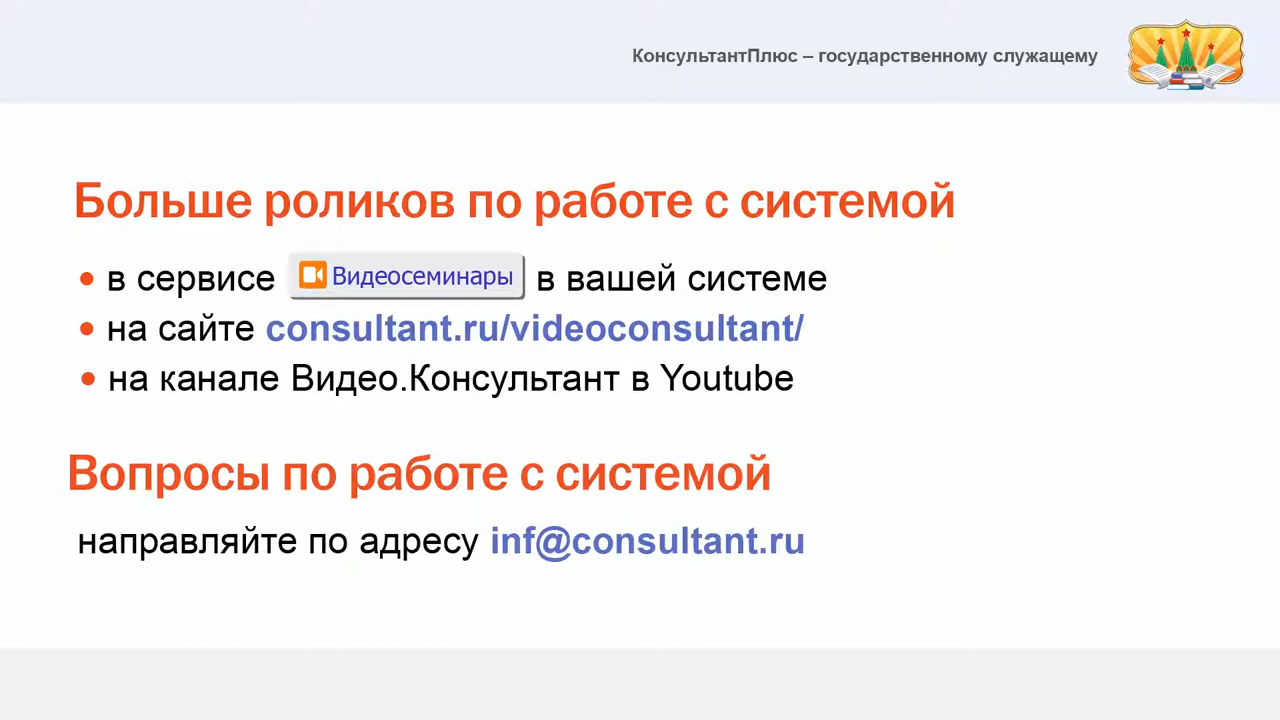 КонсультантПлюс – государственному служащему
Больше роликов по работе с системой
• в сервисе Видеосеминары в вашей системе
• на сайте consultant.ru/videoconsultant/
• на канале Видео.Консультант в Youtube
Вопросы по работе с системой
направляйте по адресу inf@consultant.ru